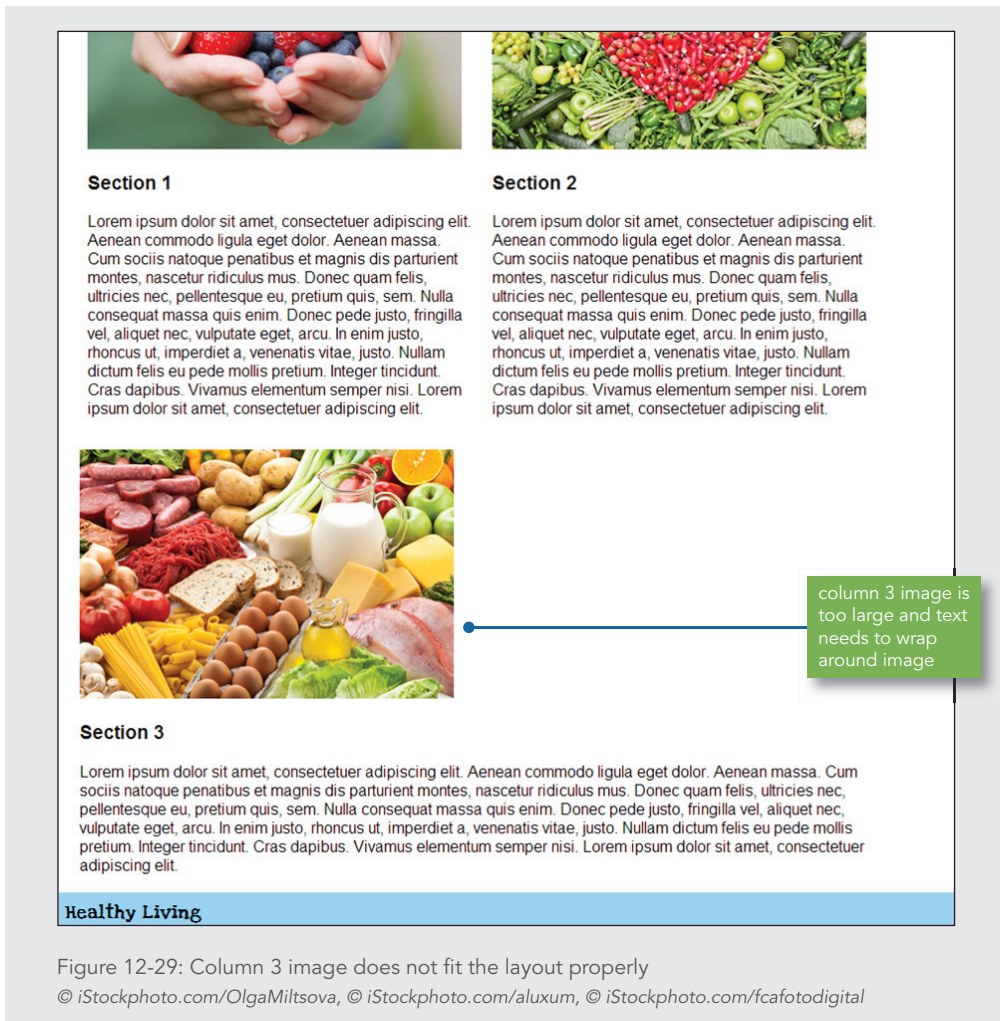 Section 1
Lorem ipsum dolor sit amet, consectetuer adipiscing elit.
Aenean commodo ligula eget dolor. Aenean massa.
Cum sociis natoque penatibus et magnis dis parturient
montes, nascetur ridiculus mus. Donec quam felis,
ultricies nec, pellentesque eu, pretium quis, sem. Nulla
consequat massa quis enim. Donec pede justo, fringilla
vel, aliquet nec, vulputate eget, arcu. In enim justo,
rhoncus ut, imperdiet a, venenatis vitae, justo. Nullam
dictum felis eu pede mollis pretium. Integer tincidunt.
Cras dapibus. Vivamus elementum semper nisi. Lorem
ipsum dolor sit amet, consectetuer adipiscing elit.
Section 2
Lorem ipsum dolor sit amet, consectetuer adipiscing elit.
Aenean commodo ligula eget dolor. Aenean massa.
Cum sociis natoque penatibus et magnis dis parturient
montes, nascetur ridiculus mus. Donec quam felis,
ultricies nec, pellentesque eu, pretium quis, sem. Nulla
consequat massa quis enim. Donec pede justo, fringilla
vel, aliquet nec, vulputate eget, arcu. In enim justo,
rhoncus ut, imperdiet a, venenatis vitae, justo. Nullam
dictum felis eu pede mollis pretium. Integer tincidunt.
Cras dapibus. Vivamus elementum semper nisi. Lorem
ipsum dolor sit amet, consectetuer adipiscing elit.
column 3 image is
too large and text
needs to wrap
around image
Section 3
Lorem ipsum dolor sit amet, consectetuer adipiscing elit. Aenean commodo ligula eget dolor. Aenean massa. Cum
sociis natoque penatibus et magnis dis parturient montes, nascetur ridiculus mus. Donec quam felis, ultricies nec,
pellentesque eu, pretium quis, sem. Nulla consequat massa quis enim. Donec pede justo, fringilla vel, aliquet nec,
vulputate eget, arcu. In enim justo, rhoncus ut, imperdiet a, venenatis vitae, justo. Nullam dictum felis eu pede mollis
pretium. Integer tincidunt. Cras dapibus. Vivamus elementum semper nisi. Lorem ipsum dolor sit amet, consectetuer
adipiscing elit.
Healthy Living
Figure 12-29: Column 3 image does not fit the layout properly
© iStockphoto.com/OlgaMiltsova, © iStockphoto.com/aluxum, © iStockphoto.com/fcafotodigital